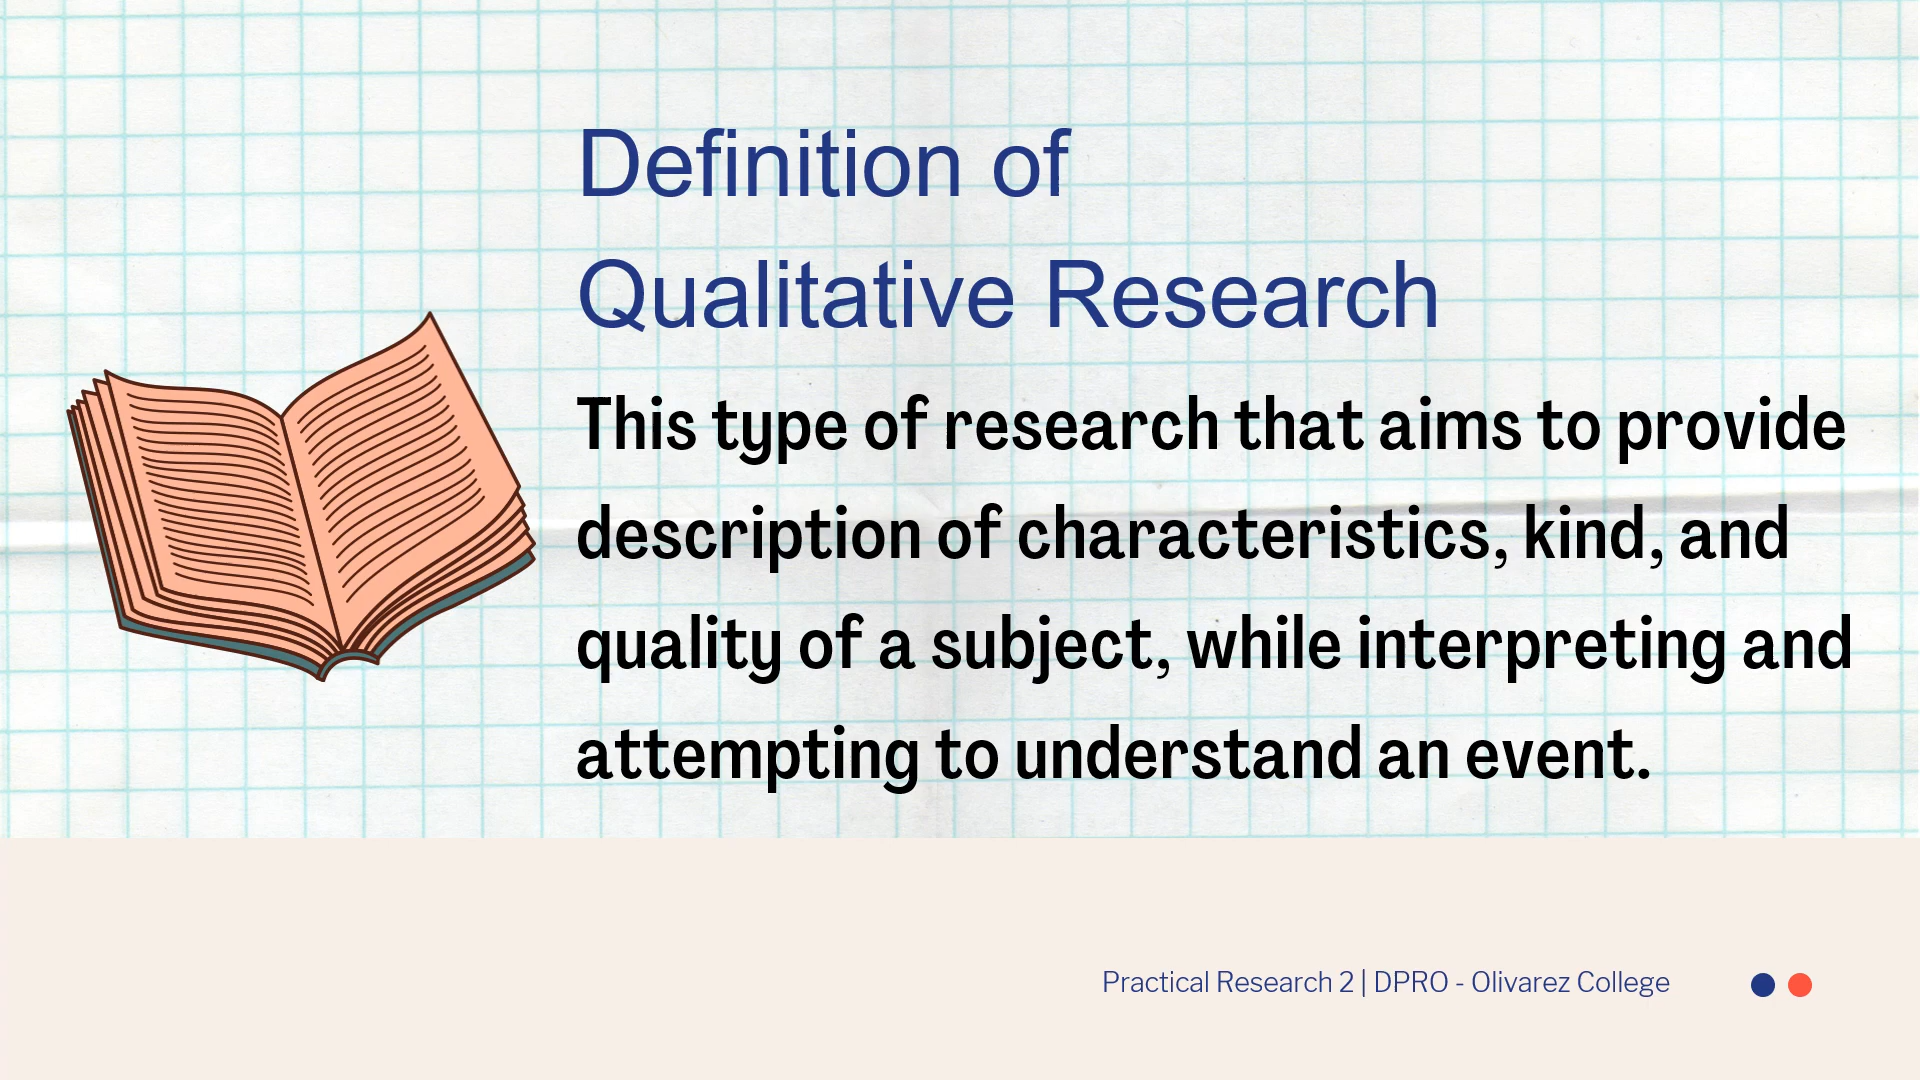 Definition of
Qualitative Research
This type of research that aims to provide
description of characteristics, kind, and
quality of a subject, while interpreting and
attempting to understand an event.
Practical Research 2 | DPRO - Olivarez College